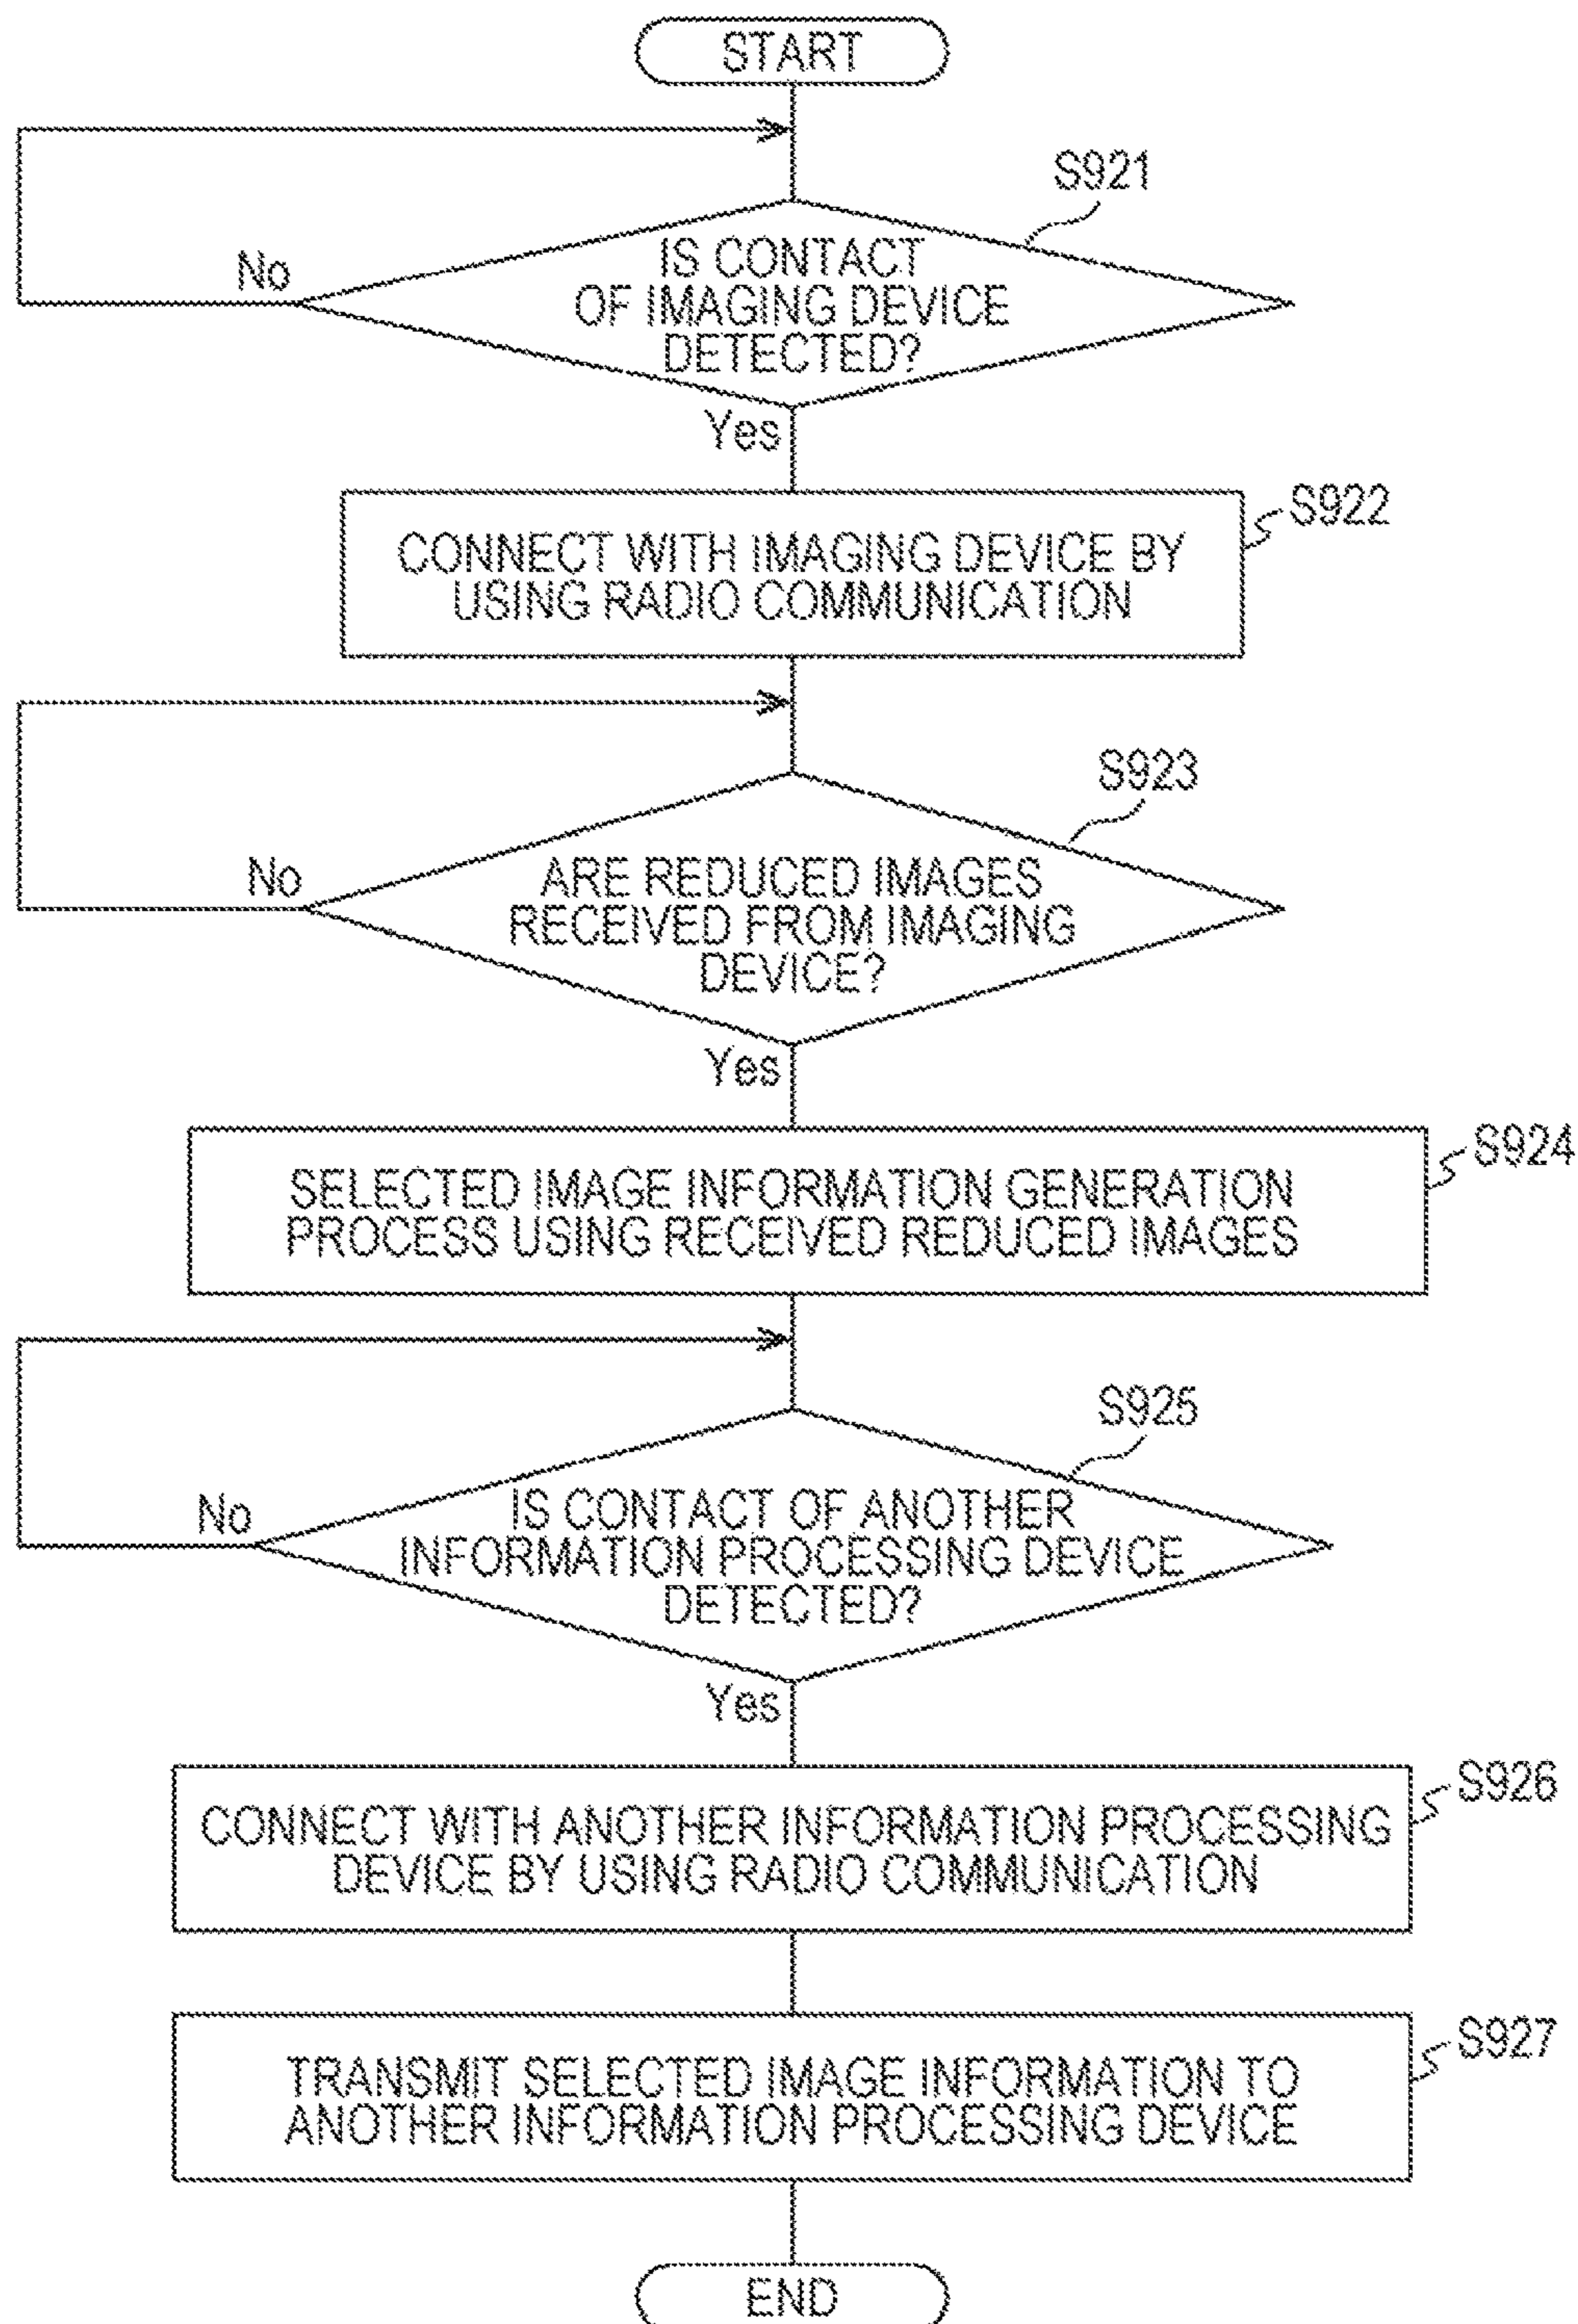 START
S921
IS CONTACT
OF IMAGING DEVICE
DETECTED?
No
Yes
S922
CONNECT WITH IMAGING DEVICE BY
USING RADIO COMMUNICATION
S923
ARE REDUCED IMAGES
RECEIVED FROM IMAGING
DEVICE?
No
Yes
S924
SELECTED IMAGE INFORMATION GENERATION
PROCESS USING RECEIVED REDUCED IMAGES
S925
IS CONTACT OF ANOTHER
INFORMATION PROCESSING DEVICE
DETECTED?
No
Yes
S926
CONNECT WITH ANOTHER INFORMATION PROCESSING
DEVICE BY USING RADIO COMMUNICATION
S927
TRANSMIT SELECTED IMAGE INFORMATION TO
ANOTHER INFORMATION PROCESSING DEVICE
END